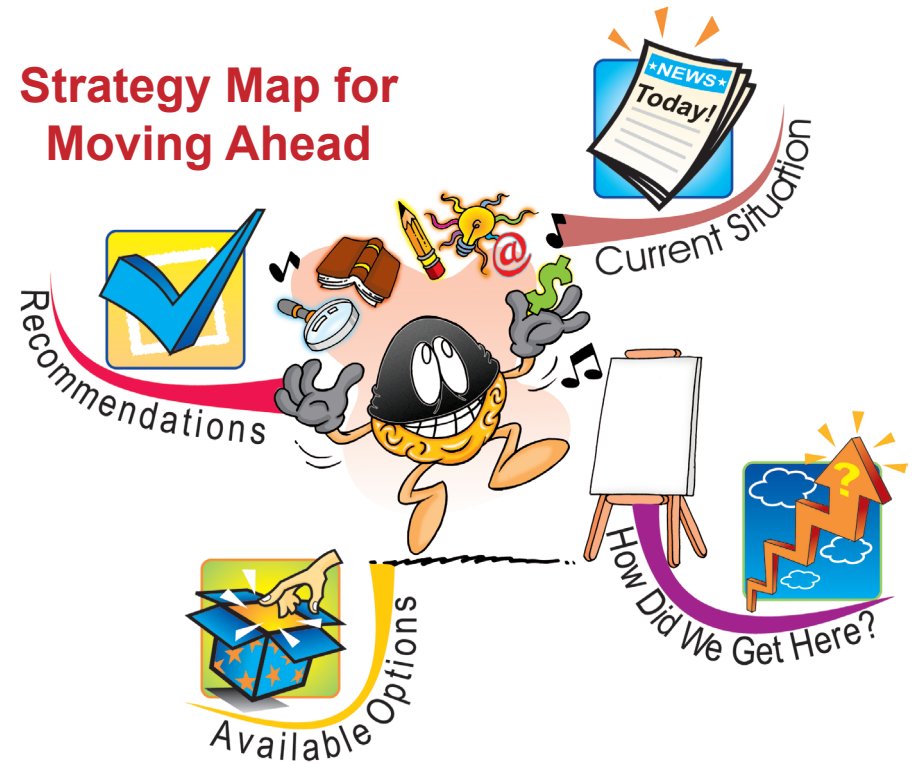 Strategy Map for
Moving Ahead
★NEWS★
Today!
Current Situation
@
$
?
How Did We Get Here?
Available Options
Recommendations